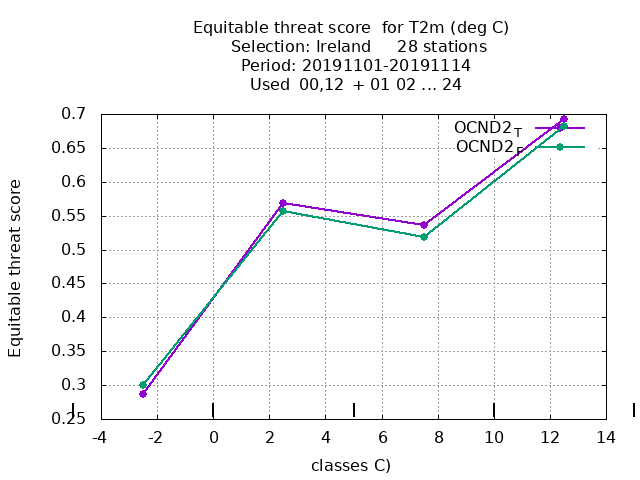 Equitable threat score for T2m (deg C)
Selection: Ireland 28 stations
Period: 20191101-20191114
Used 00,12 + 01 02 ... 24
0.7
0.65
0.6
0.55
0.5
0.45
0.4
0.35
0.3
0.25
Equitable threat score
OCND2T
OCND2F
-4 -2 0 2 4 6 8 10 12 14
classes C)